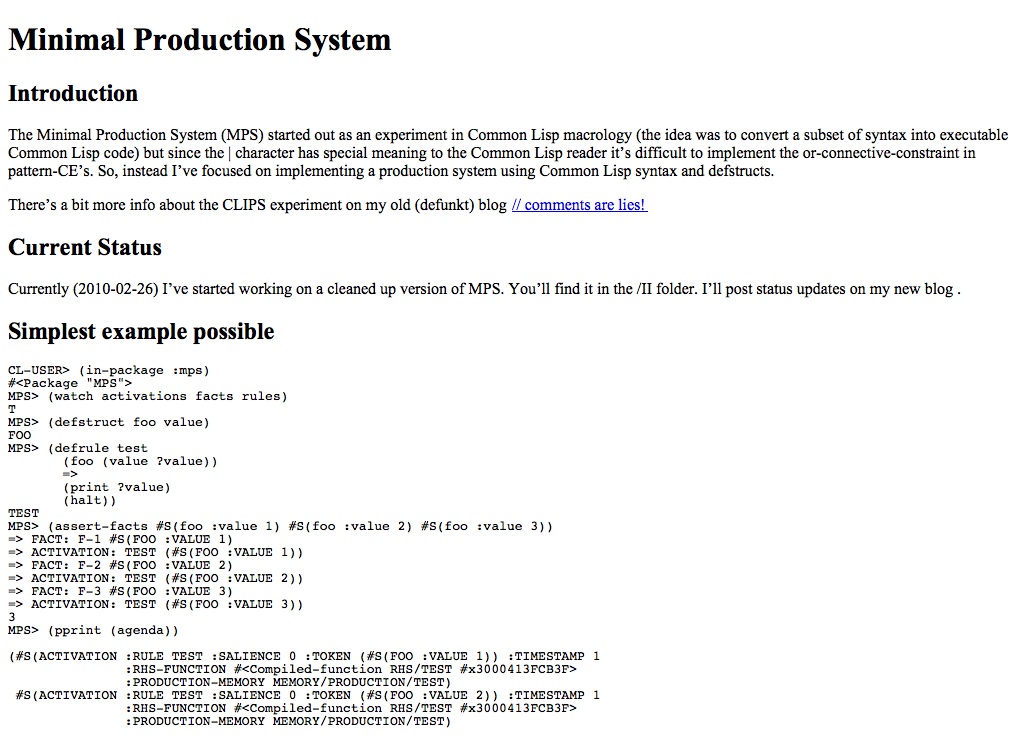 Minimal Production System
Introduction
The Minimal Production System (MPS) started out as an experiment in Common Lisp macrology (the idea was to convert a subset of syntax into executable
Common Lisp code) but since the | character has special meaning to the Common Lisp reader it’s difficult to implement the or-connective-constraint in
pattern-CE’s. So, instead I’ve focused on implementing a production system using Common Lisp syntax and defstructs.
There’s a bit more info about the CLIPS experiment on my old (defunkt) blog // comments are lies!
Current Status
Currently (2010-02-26) I’ve started working on a cleaned up version of MPS. You’ll find it in the /II folder. I’ll post status updates on my new blog .
Simplest example possible
CL-USER> (in-package :mps)
#<Package "MPS">
MPS> (watch activations facts rules)
T
MPS> (defstruct foo value)
FOO
MPS> (defrule test
(foo (value ?value))
=>
(print ?value)
(halt))
TEST
MPS> (assert-facts #S(foo :value 1) #S(foo :value 2) #S(foo :value 3))
=> FACT: F-1 #S(FOO :VALUE 1)
=> ACTIVATION: TEST (#S(FOO :VALUE 1))
=> FACT: F-2 #S(FOO :VALUE 2)
=> ACTIVATION: TEST (#S(FOO :VALUE 2))
=> FACT: F-3 #S(FOO :VALUE 3)
=> ACTIVATION: TEST (#S(FOO :VALUE 3))
3
MPS> (pprint (agenda))
(#S(ACTIVATION :RULE TEST :SALIENCE 0 :TOKEN (#S(FOO :VALUE 1)) :TIMESTAMP 1
:RHS-FUNCTION #<Compiled-function RHS/TEST #x3000413FCB3F>
:PRODUCTION-MEMORY MEMORY/PRODUCTION/TEST)
#S(ACTIVATION :RULE TEST :SALIENCE 0 :TOKEN (#S(FOO :VALUE 2)) :TIMESTAMP 1
:RHS-FUNCTION #<Compiled-function RHS/TEST #x3000413FCB3F>
:PRODUCTION-MEMORY MEMORY/PRODUCTION/TEST)